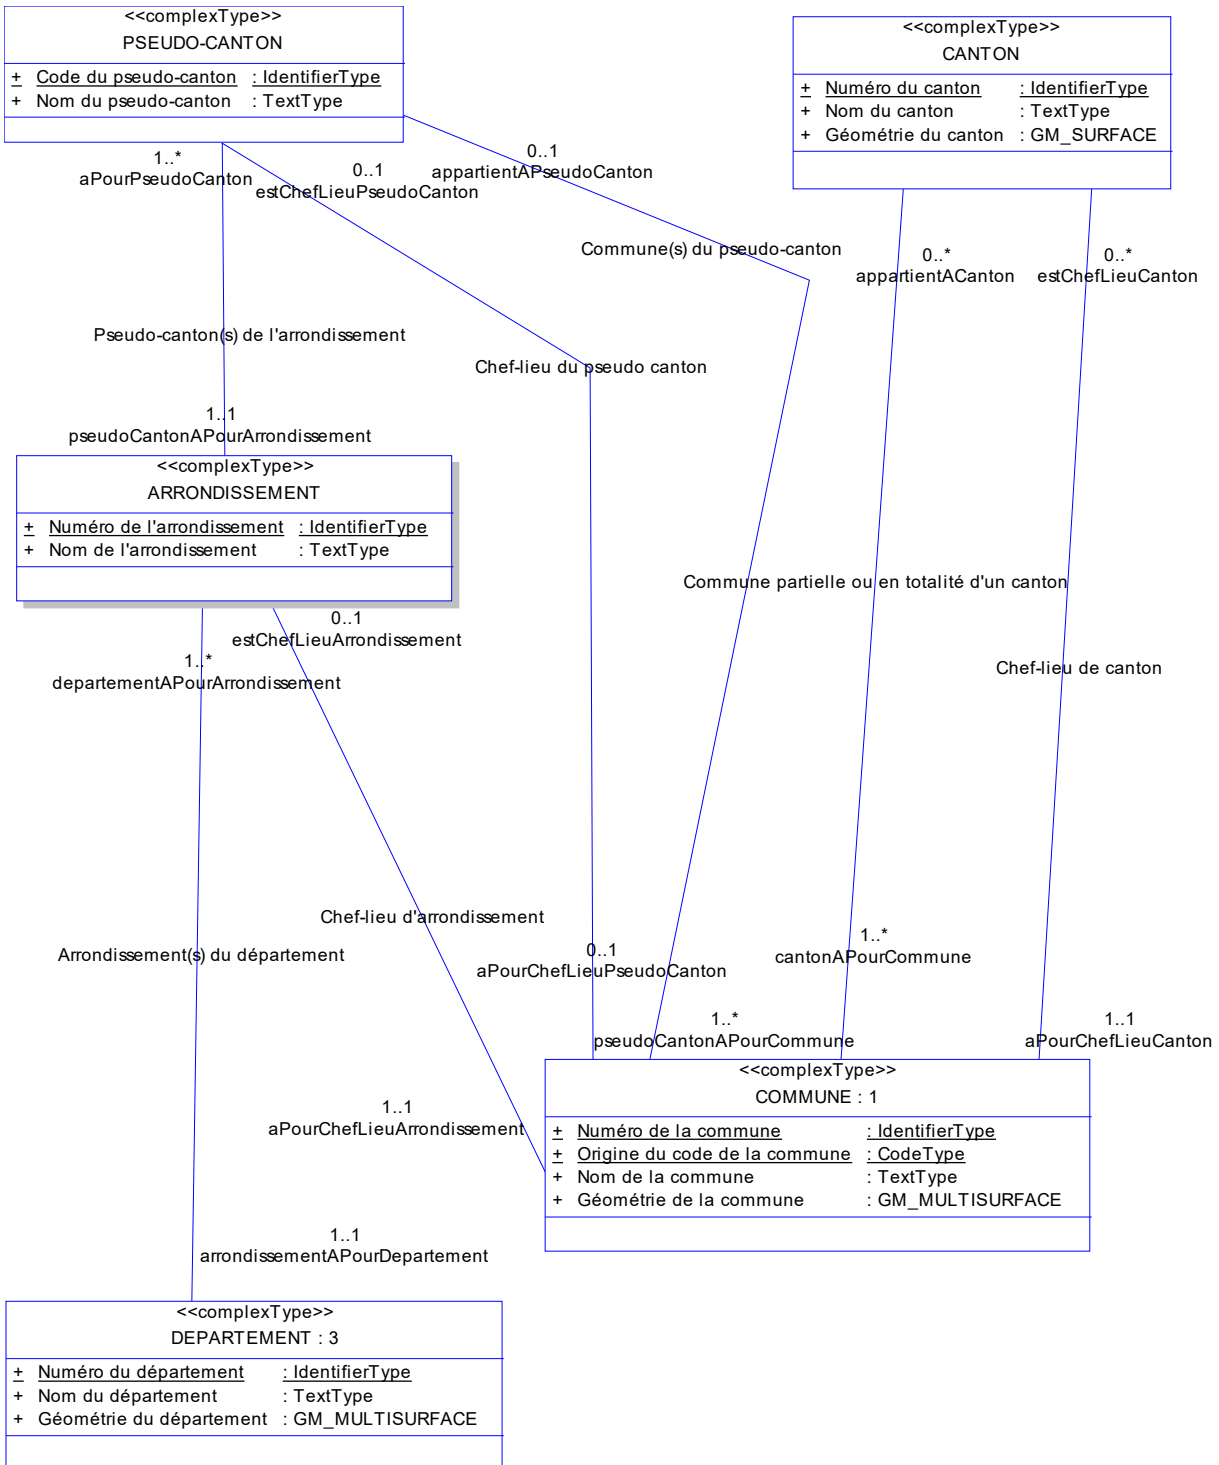 <<complexType>>
PSEUDO-CANTON
+ Code du pseudo-canton : IdentifierType
+ Nom du pseudo-canton : TextType
<<complexType>>
CANTON
+ Numéro du canton : IdentifierType
+ Nom du canton : TextType
+ Géométrie du canton : GM_SURFACE
1..*
aPourPseudoCanton
0..1
estChefLieuPseudoCanton
0..1
appartientAPseudoCanton
Commune(s) du pseudo-canton
0..*
appartientACanton
0..*
estChefLieuCanton
Pseudo-canton(s) de l'arrondissement
Chef-lieu du pseudo canton
1..1
pseudoCantonAPourArrondissement
<<complexType>>
ARRONDISSEMENT
+ Numéro de l'arrondissement : IdentifierType
+ Nom de l'arrondissement : TextType
Commune partielle ou en totalité d'un canton
0..1
estChefLieuArrondissement
1..*
departementAPourArrondissement
Chef-lieu de canton
Chef-lieu d'arrondissement
Arrondissement(s) du département
0..1
aPourChefLieuPseudoCanton
1..*
cantonAPourCommune
1..*
pseudoCantonAPourCommune
1..1
aPourChefLieuCanton
<<complexType>>
COMMUNE : 1
+ Numéro de la commune : IdentifierType
+ Origine du code de la commune : CodeType
+ Nom de la commune : TextType
+ Géométrie de la commune : GM_MULTISURFACE
1..1
aPourChefLieuArrondissement
1..1
arrondissementAPourDepartement
<<complexType>>
DEPARTEMENT : 3
+ Numéro du département : IdentifierType
+ Nom du département : TextType
+ Géométrie du département : GM_MULTISURFACE